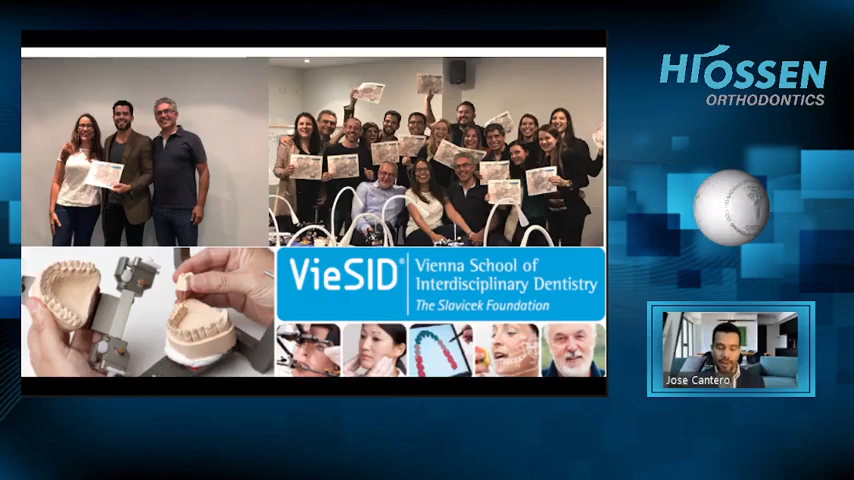 HIOSSEN
ORTHODONTICS
VieSID®
Vienna School of
Interdisciplinary Dentistry
The Slavicek Foundation
Jose Cantero